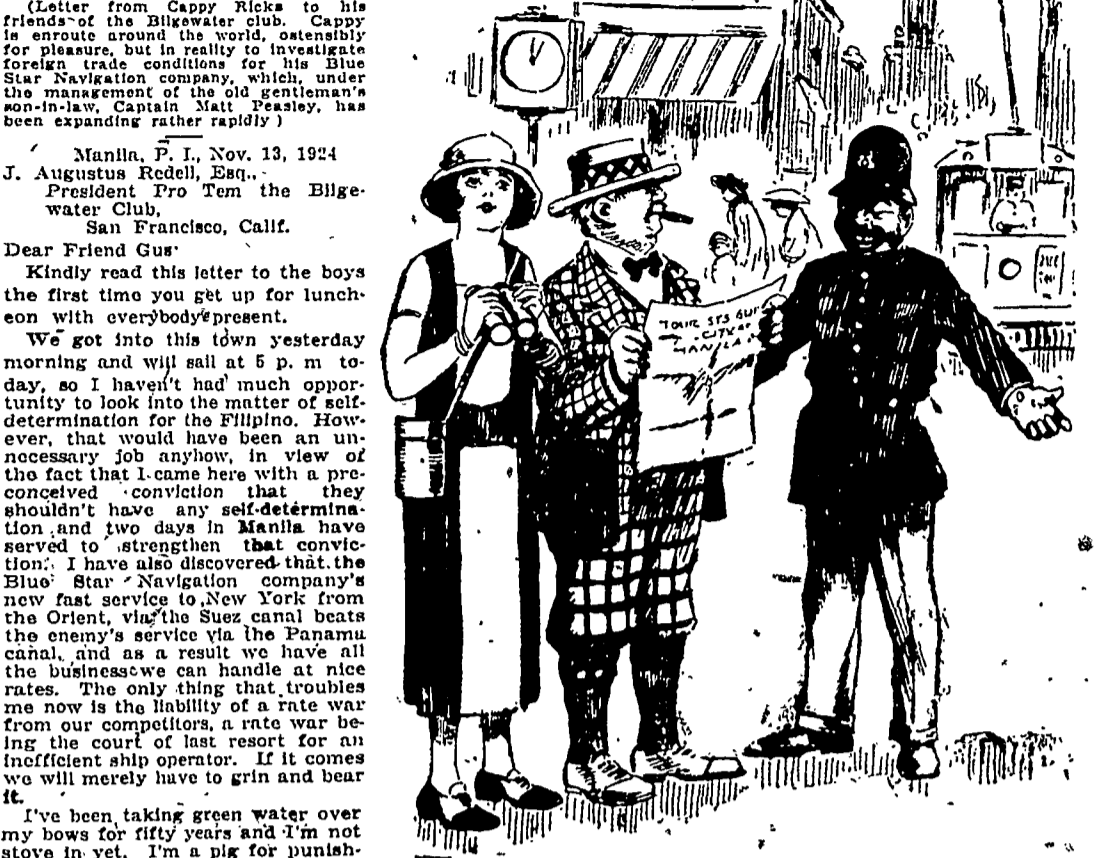 (Letter from Cappy Ricks to his
friends of the Bilgewater club. Cappy
is enroute around the world, ostensibly
for pleasure, but in reality to investigate
foreign trade conditions for his Blue
Star Navigation company, which, under
the management of the old gentleman's
son-in-law, Captain Matt Peasley, has
been expanding rather rapidly)
Manila, P. I., Nov. 13, 1924
J. Augustus Redell, Esq.,
President Pro Tem the Bilge-
water Club,
San Francisco, Calif.
Dear Friend Gus
Kindly read this letter to the boys
the first time you get up for lunch-
eon with everybody present.
We got into this town yesterday
morning and will sail at 5 p. m to-
day, so I haven't had much oppor-
tunity to look into the matter of self-
determination for the Filipino. How-
ever, that would have been an un-
necessary job anyhow, in view of
the fact that I came here with a pre-
conceived conviction that they
shouldn't have any self-determina-
tion and two days in Manila have
served to strengthen that convic-
tion. I have also discovered that the
Blue Star Navigation company's
new fast service to New York from
the Orient, via the Suez canal beats
the enemy's service via the Panama
canal, and as a result we have all
the business we can handle at nice
rates. The only thing that troubles
me now is the liability of a rate war
from our competitors, a rate war be-
ing the court of last resort for an
inefficient ship operator. If it comes
we will merely have to grin and bear
it.
I've been taking green water over
my bows for fifty years and I'm not
stove in yet. I'm a pig for punish-
MANILA